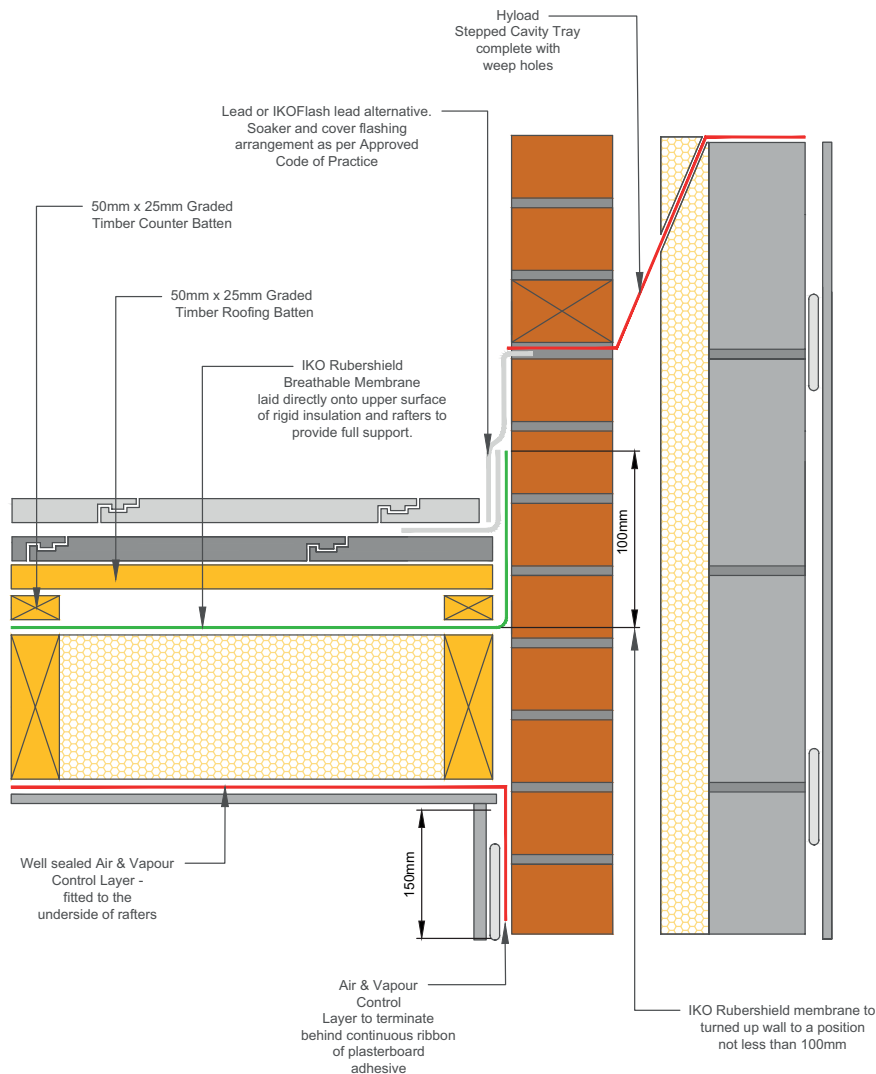 Hyload
Stepped Cavity Tray
complete with
weep holes
Lead or IKOFlash lead alternative.
Soaker and cover flashing
arrangement as per Approved
Code of Practice
50mm x 25mm Graded
Timber Counter Batten
50mm x 25mm Graded
Timber Roofing Batten
IKO Rubershield
Breathable Membrane
laid directly onto upper surface
of rigid insulation and rafters to
provide full support.
100mm
150mm
Well sealed Air & Vapour
Control Layer -
fitted to the
underside of rafters
Air & Vapour
Control
Layer to terminate
behind continuous ribbon
of plasterboard
adhesive
IKO Rubershield membrane to
turned up wall to a position
not less than 100mm